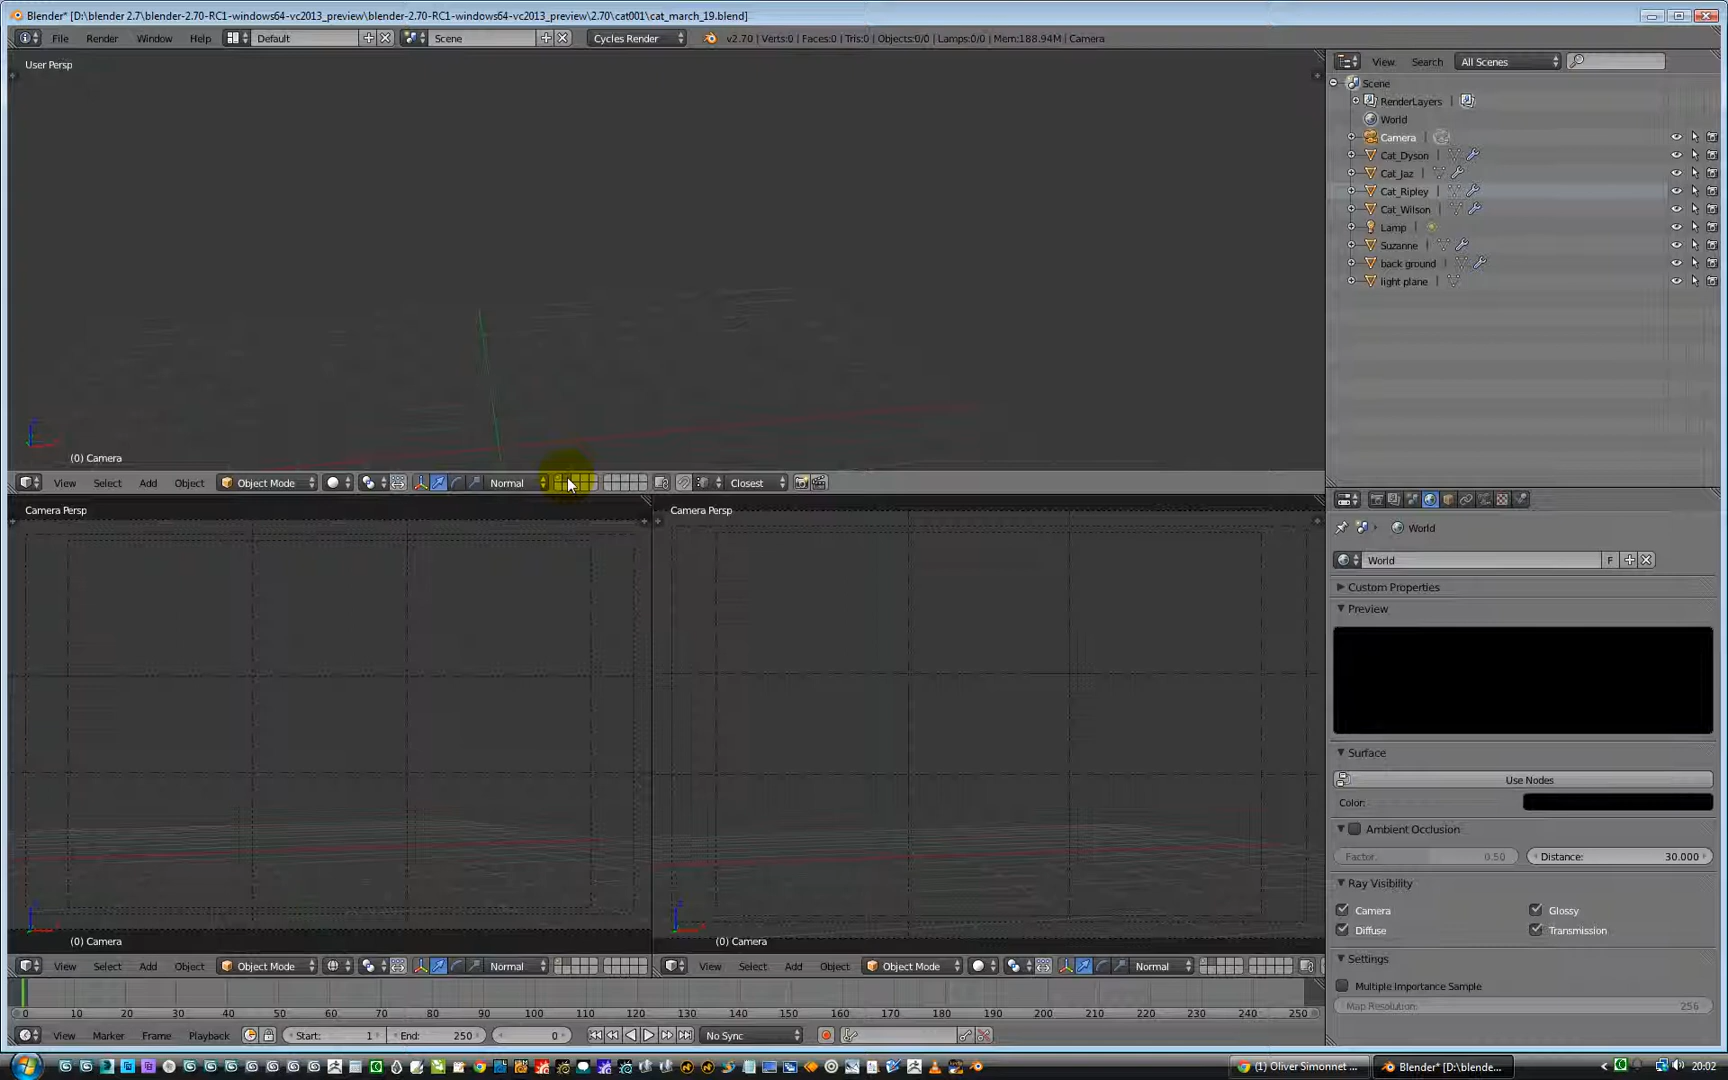 Blender* [D:\blender 2.7\blender-2.70-RC1-windows64-vc2013_preview\blender-2.70-RC1-windows64-vc2013_preview\2.70\cat001\cat_march_19.blend]
File Render Window Help Default Scene Cycles Render v2.70 | Verts:0 | Faces:0 | Tris:0 | Objects:0/0 | Lamps:0/0 | Mem:188.94M | Camera
User Persp
View Search All Scenes
Scene
RenderLayers
World
Camera
Cat_Dyson
Cat_Jaz
Cat_Ripley
Cat_Wilson
Lamp
Suzanne
back ground
light plane
(0) Camera
View Select Add Object Object Mode Normal Closest
Camera Persp
Camera Persp
World
World F
Custom Properties
Preview
Surface
Use Nodes
Color:
Ambient Occlusion
Factor: 0.50 Distance: 30.000
Ray Visibility
Camera Glossy
Diffuse Transmission
Settings
Multiple Importance Sample
Map Resolution: 256
(0) Camera
(0) Camera
View Select Add Object Object Mode Normal
View Select Add Object Object Mode Normal
0 10 20 30 40 50 60 70 80 90 100 110 120 130 140 150 160 170 180 190 200 210 220 230 240 250
View Marker Frame Playback Start: 1 End: 250 0 No Sync
(1) Oliver Simonnet ... Blender* [D:\blende... 20:02